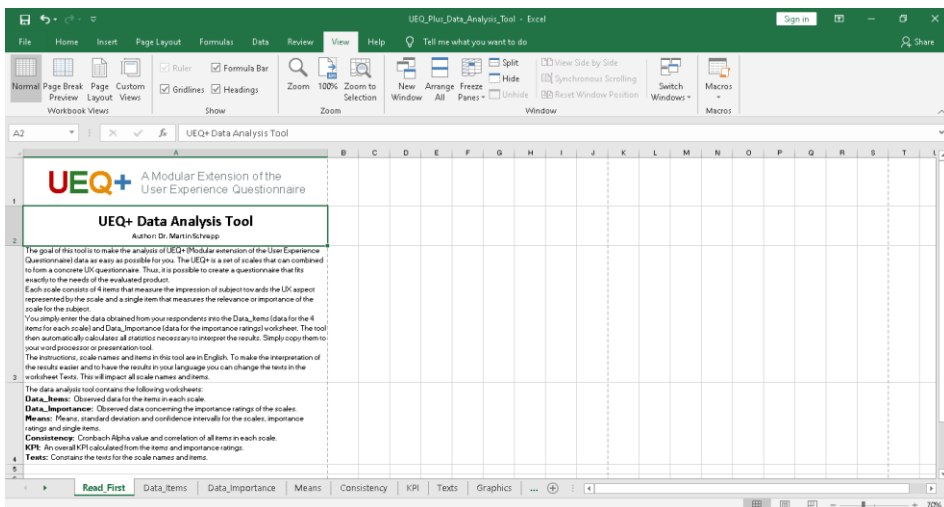 UEQ_Plus_Data_Analysis_Tool - Excel
Sign in
File Home Insert Page Layout Formulas Data Review View Help Tell me what you want to do Share
Normal Page Break Preview Page Layout Custom Views
Workbook Views
Ruler Formula Bar
Gridlines Headings
Show
Zoom 100% Zoom to Selection
Zoom
New Window Arrange All Freeze Panes
Split
Hide
Unhide
View Side by Side
Synchronous Scrolling
Reset Window Position
Switch Windows
Window
Macros
Macros
A2 fx UEQ+ Data Analysis Tool
A B C D E F G H I J K L M N O P Q R S T
1
UEQ+ A Modular Extension of the
User Experience Questionnaire
2
UEQ+ Data Analysis Tool
Author: Dr. Martin Schrepp
The goal of this tool is to make the analysis of UEQ+ (Modular extension of the User Experience
Questionnaire) data as easy as possible for you. The UEQ+ is a set of scales that can combined
to form a concrete UX questionnaire. Thus, it is possible to create a questionnaire that fits
exactly to the needs of the evaluated product.
Each scale consists of 4 items that measure the impression of subject towards the UX aspect
represented by the scale and a single item that measures the relevance or importance of the
scale for the subject.
You simply enter the data obtained from your respondents into the Data_Items (data for the 4
items for each scale) and Data_Importance (data for the importance ratings) worksheet. The tool
then automatically calculates all statistics necessary to interpret the results. Simply copy them to
your word processor or presentation tool.
The instructions, scale names and items in this tool are in English. To make the interpretation of
the results easier and to have the results in your language you can change the texts in the
3 worksheet Texts. This will impact all scale names and items.
The data analysis tool contains the following worksheets:
Data_Items: Observed data for the items in each scale.
Data_Importance: Observed data concerning the importance ratings of the scales.
Means: Means, standard deviation and confidence intervals for the scales, importance
ratings and single items.
Consistency: Cronbach Alpha value and correlation of all items in each scale.
KPI: An overall KPI calculated from the items and importance ratings.
4 Texts: Constains the texts for the scale names and items.
5
Read_First Data_Items Data_Importance Means Consistency KPI Texts Graphics ...
70%